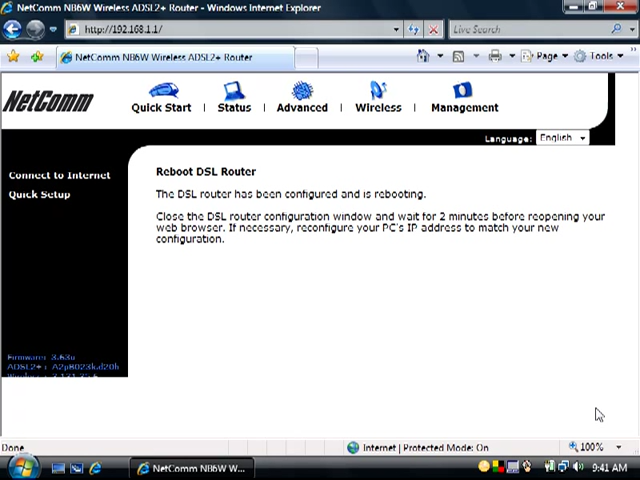 NetComm NB6W Wireless ADSL2+ Router - Windows Internet Explorer
http://192.168.1.1/
Live Search
NetComm NB6W Wireless ADSL2+ Router
Page
Tools
NetComm
Quick Start | Status | Advanced | Wireless | Management
Language: English
Connect to Internet
Quick Setup
Reboot DSL Router
The DSL router has been configured and is rebooting.
Close the DSL router configuration window and wait for 2 minutes before reopening your
web browser. If necessary, reconfigure your PC's IP address to match your new
configuration.
Firmware: 3.63u
ADSL2+ :
Done
Internet | Protected Mode: On
100%
NetComm NB6W W...
9:41 AM